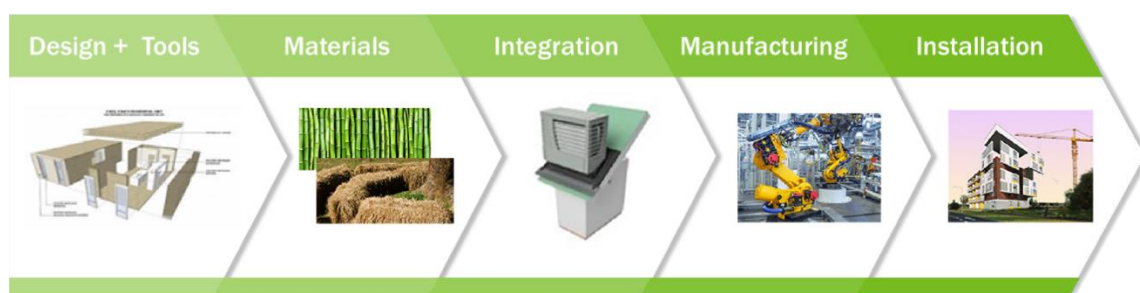 Design + Tools
Materials
Integration
Manufacturing
Installation